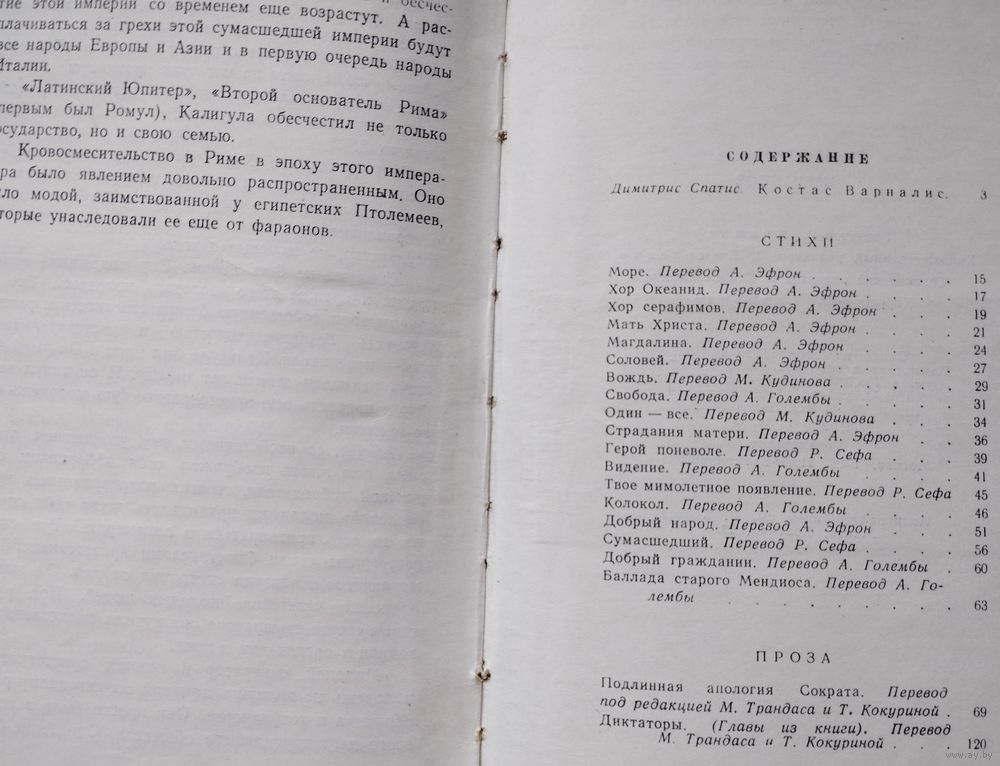 тие этой империи со временем еще возрастут. А рас-
плачиваться за грехи этой сумасшедшей империи будут
все народы Европы и Азии и в первую очередь народы
Италии.
«Латинский Юпитер», «Второй основатель Рима»
первым был Ромул), Калигула обесчестил не только
осударство, но и свою семью.
Кровосмесительство в Риме в эпоху этого импера-
ра было явлением довольно распространенным. Оно
ло модой, заимствованной у египетских Птолемеев,
торые унаследовали ее еще от фараонов.
СОДЕРЖАНИЕ
Димитрис Спатис. Костас Варналис. 3
СТИХИ
Море. Перевод А. Эфрон . . . . . 15
Хор Океанид. Перевод А. Эфрон . . . . 17
Хор серафимов. Перевод А. Эфрон . . . 19
Мать Христа. Перевод А. Эфрон . . . . 21
Магдалина. Перевод А. Эфрон . . . . 24
Соловей. Перевод А. Эфрон . . . . 27
Вождь. Перевод М. Кудинова . . . . 29
Свобода. Перевод А. Голембы . . . . 31
Один — все. Перевод М. Кудинова . . . 34
Страдания матери. Перевод А. Эфрон . . 36
Герой поневоле. Перевод Р. Сефа . . . 39
Видение. Перевод А. Голембы . . . . 41
Твое мимолетное появление. Перевод Р. Сефа 45
Колокол. Перевод А. Голембы . . . 46
Добрый народ. Перевод А. Эфрон . . . 51
Сумасшедший. Перевод Р. Сефа . . . . 56
Добрый гражданин. Перевод А. Голембы . 60
Баллада старого Мендиоса. Перевод А. Го-
лембы . . . . . . . . 63
ПРОЗА
Подлинная апология Сократа. Перевод
под редакцией М. Трандаса и Т. Кокуриной . 69
Диктаторы. (Главы из книги). Перевод
М. Трандаса и Т. Кокуриной . . . 120
www.ay.by